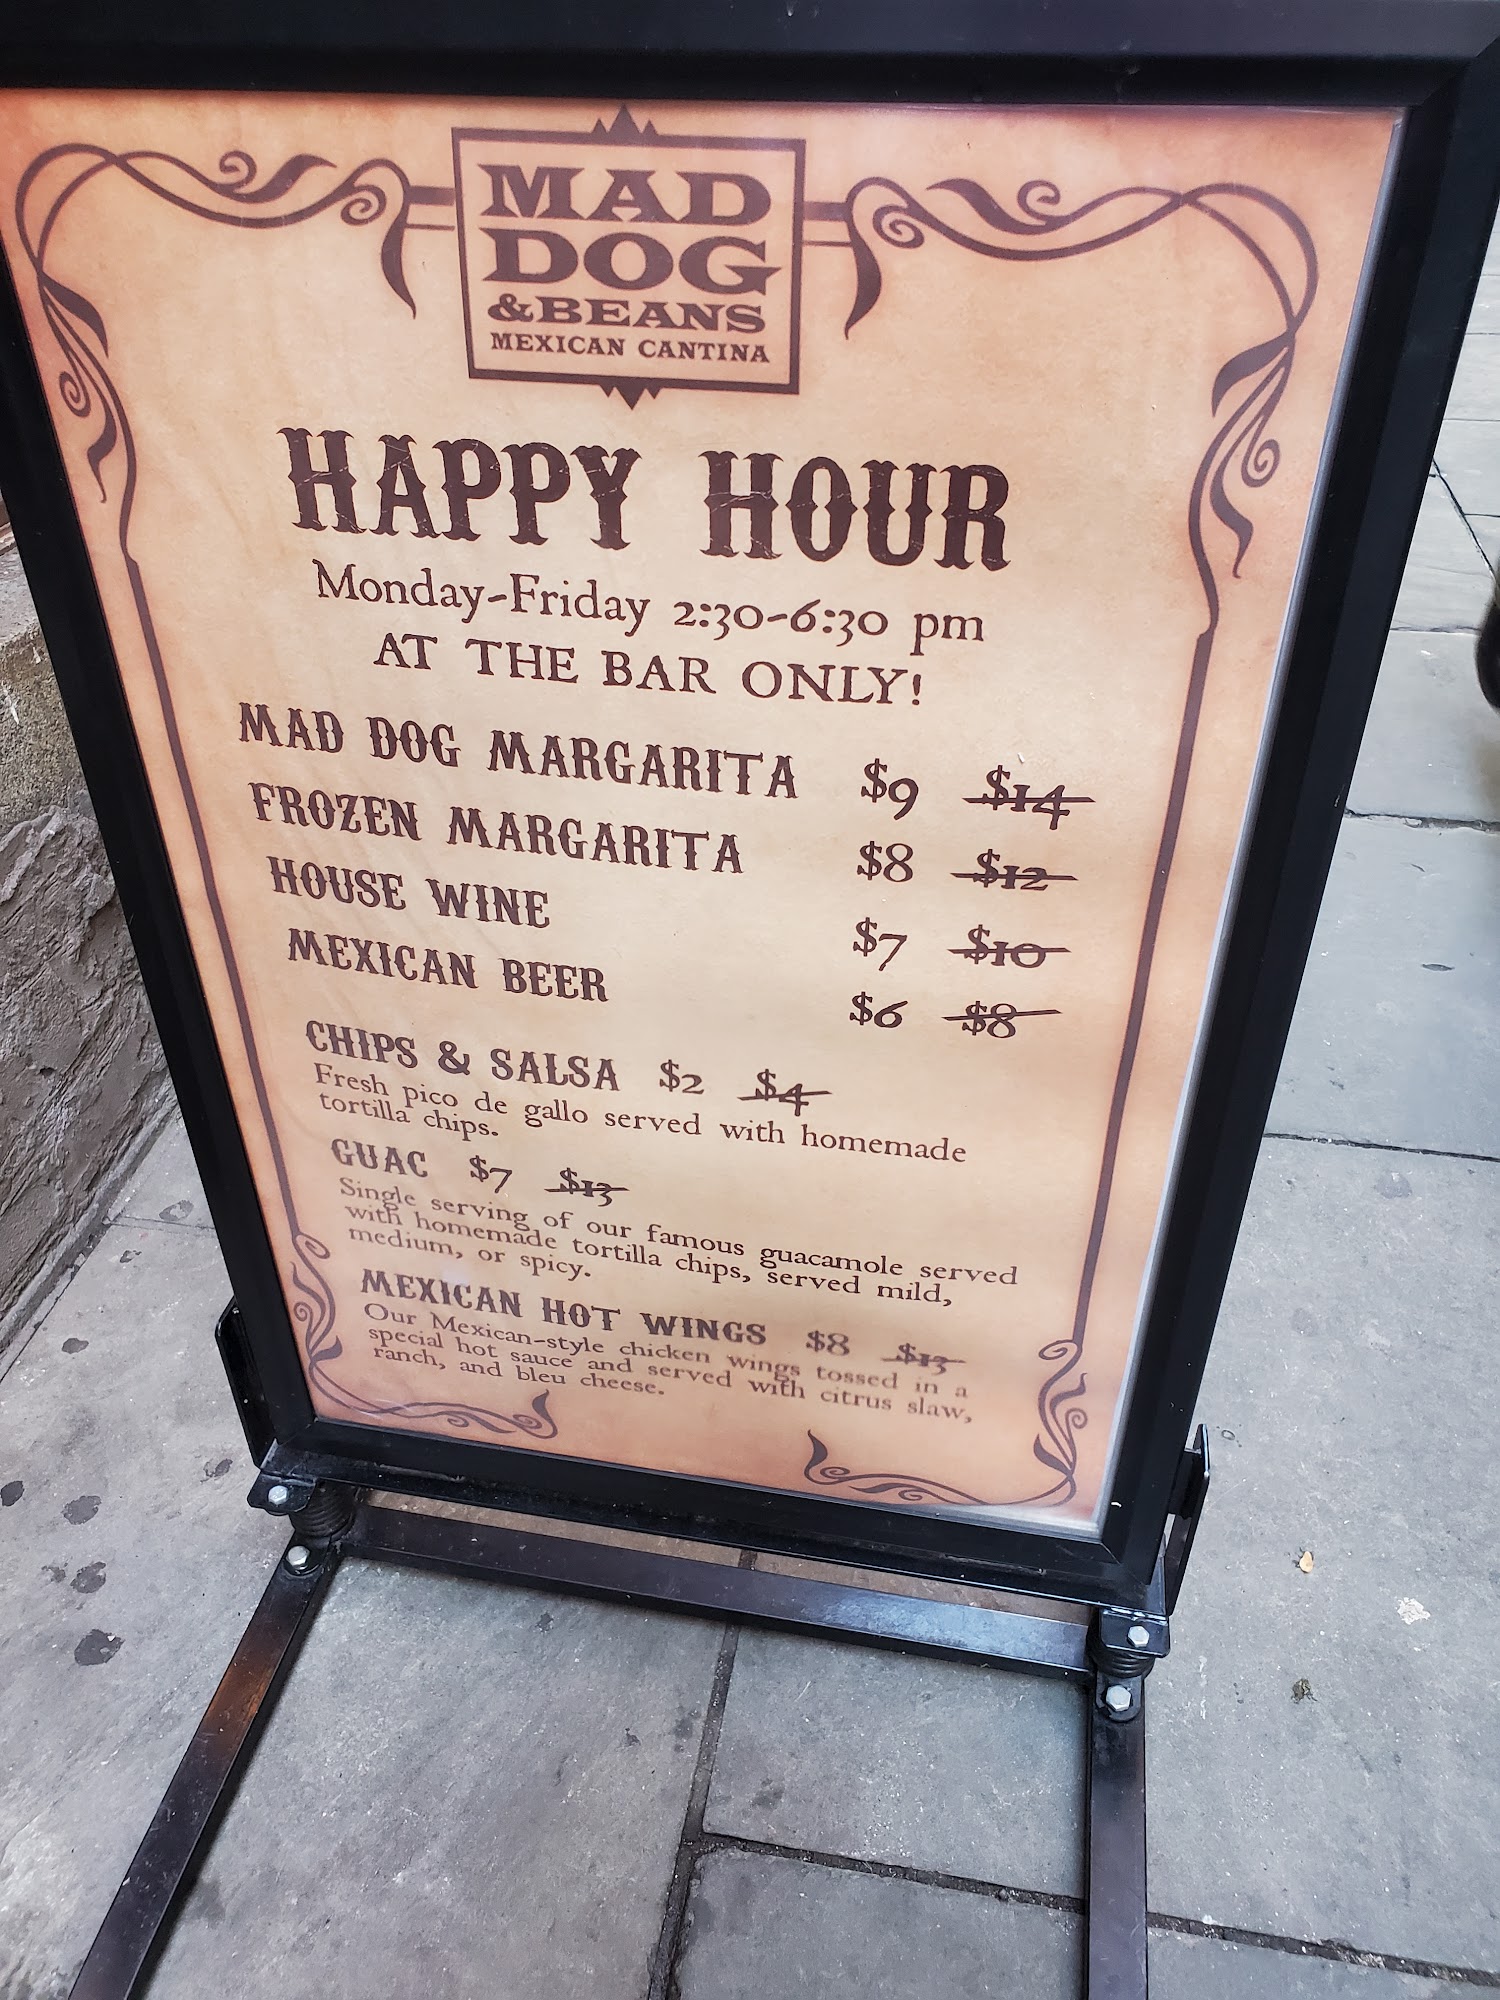 MAD
DOG
&BEANS
MEXICAN CANTINA
HAPPY HOUR
Monday-Friday 2:30-6:30 pm
AT THE BAR ONLY!
MAD DOG MARGARITA $9 $14
FROZEN MARGARITA $8 $12
HOUSE WINE $7 $10
MEXICAN BEER $6 $8
CHIPS & SALSA $2 $4
Fresh pico de gallo served with homemade
tortilla chips.
GUAC $7 $13
Single serving of our famous guacamole served
with homemade tortilla chips, served mild,
medium, or spicy.
MEXICAN HOT WINGS $8 $13
Our Mexican-style chicken wings tossed in a
special hot sauce and served with citrus slaw,
ranch, and bleu cheese.